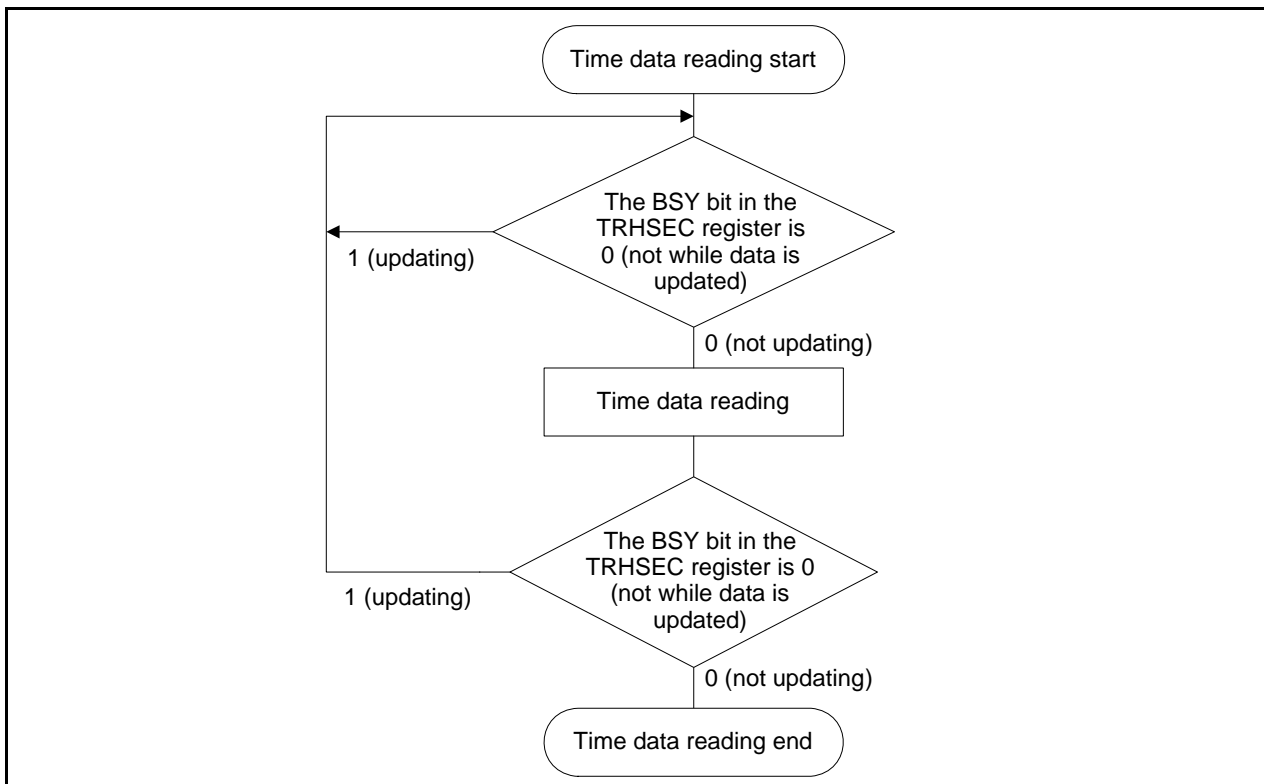 Time data reading start
The BSY bit in the
TRHSEC register is
0 (not while data is
updated)
1 (updating)
0 (not updating)
Time data reading
The BSY bit in the
TRHSEC register is 0
(not while data is
updated)
1 (updating)
0 (not updating)
Time data reading end